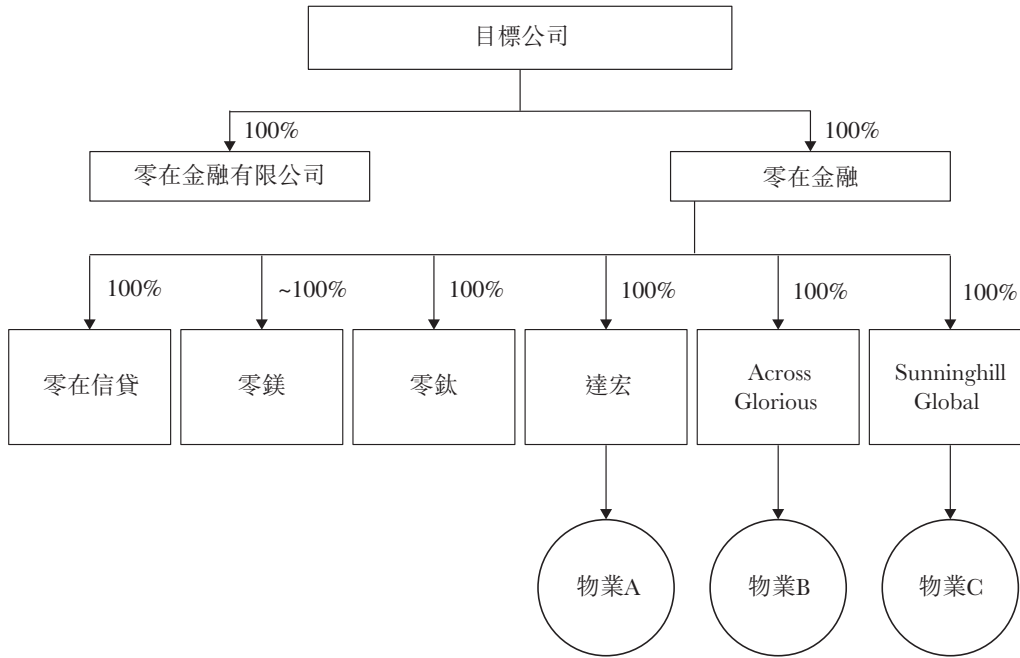 目標公司
100%
100%
零在金融有限公司
零在金融
100%
~100%
100%
100%
100%
100%
零在信貸
零鎂
零鈦
達宏
Across
Glorious
Sunninghill
Global
物業A
物業B
物業C